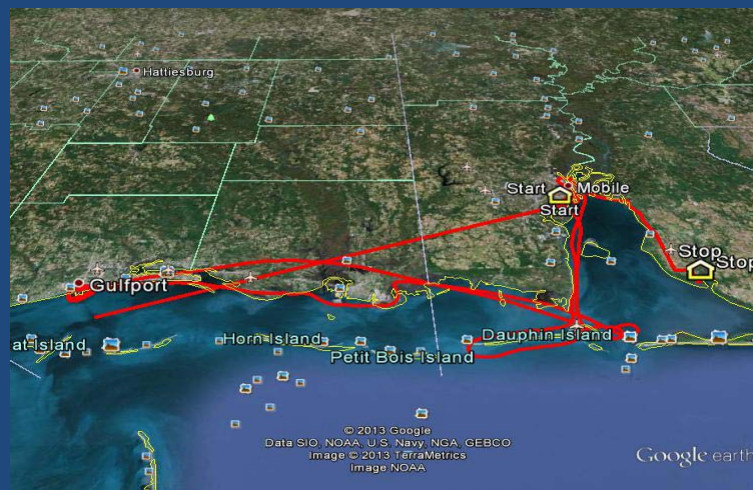 Hattiesburg
Start
Mobile
Start
Stop
Stop
Gulfport
at Island
Horn Island
Dauphin Island
Petit Bois Island
© 2013 Google
Data SIO, NOAA, U.S. Navy, NGA, GEBCO
Image © 2013 TerraMetrics
Image NOAA
Google earth